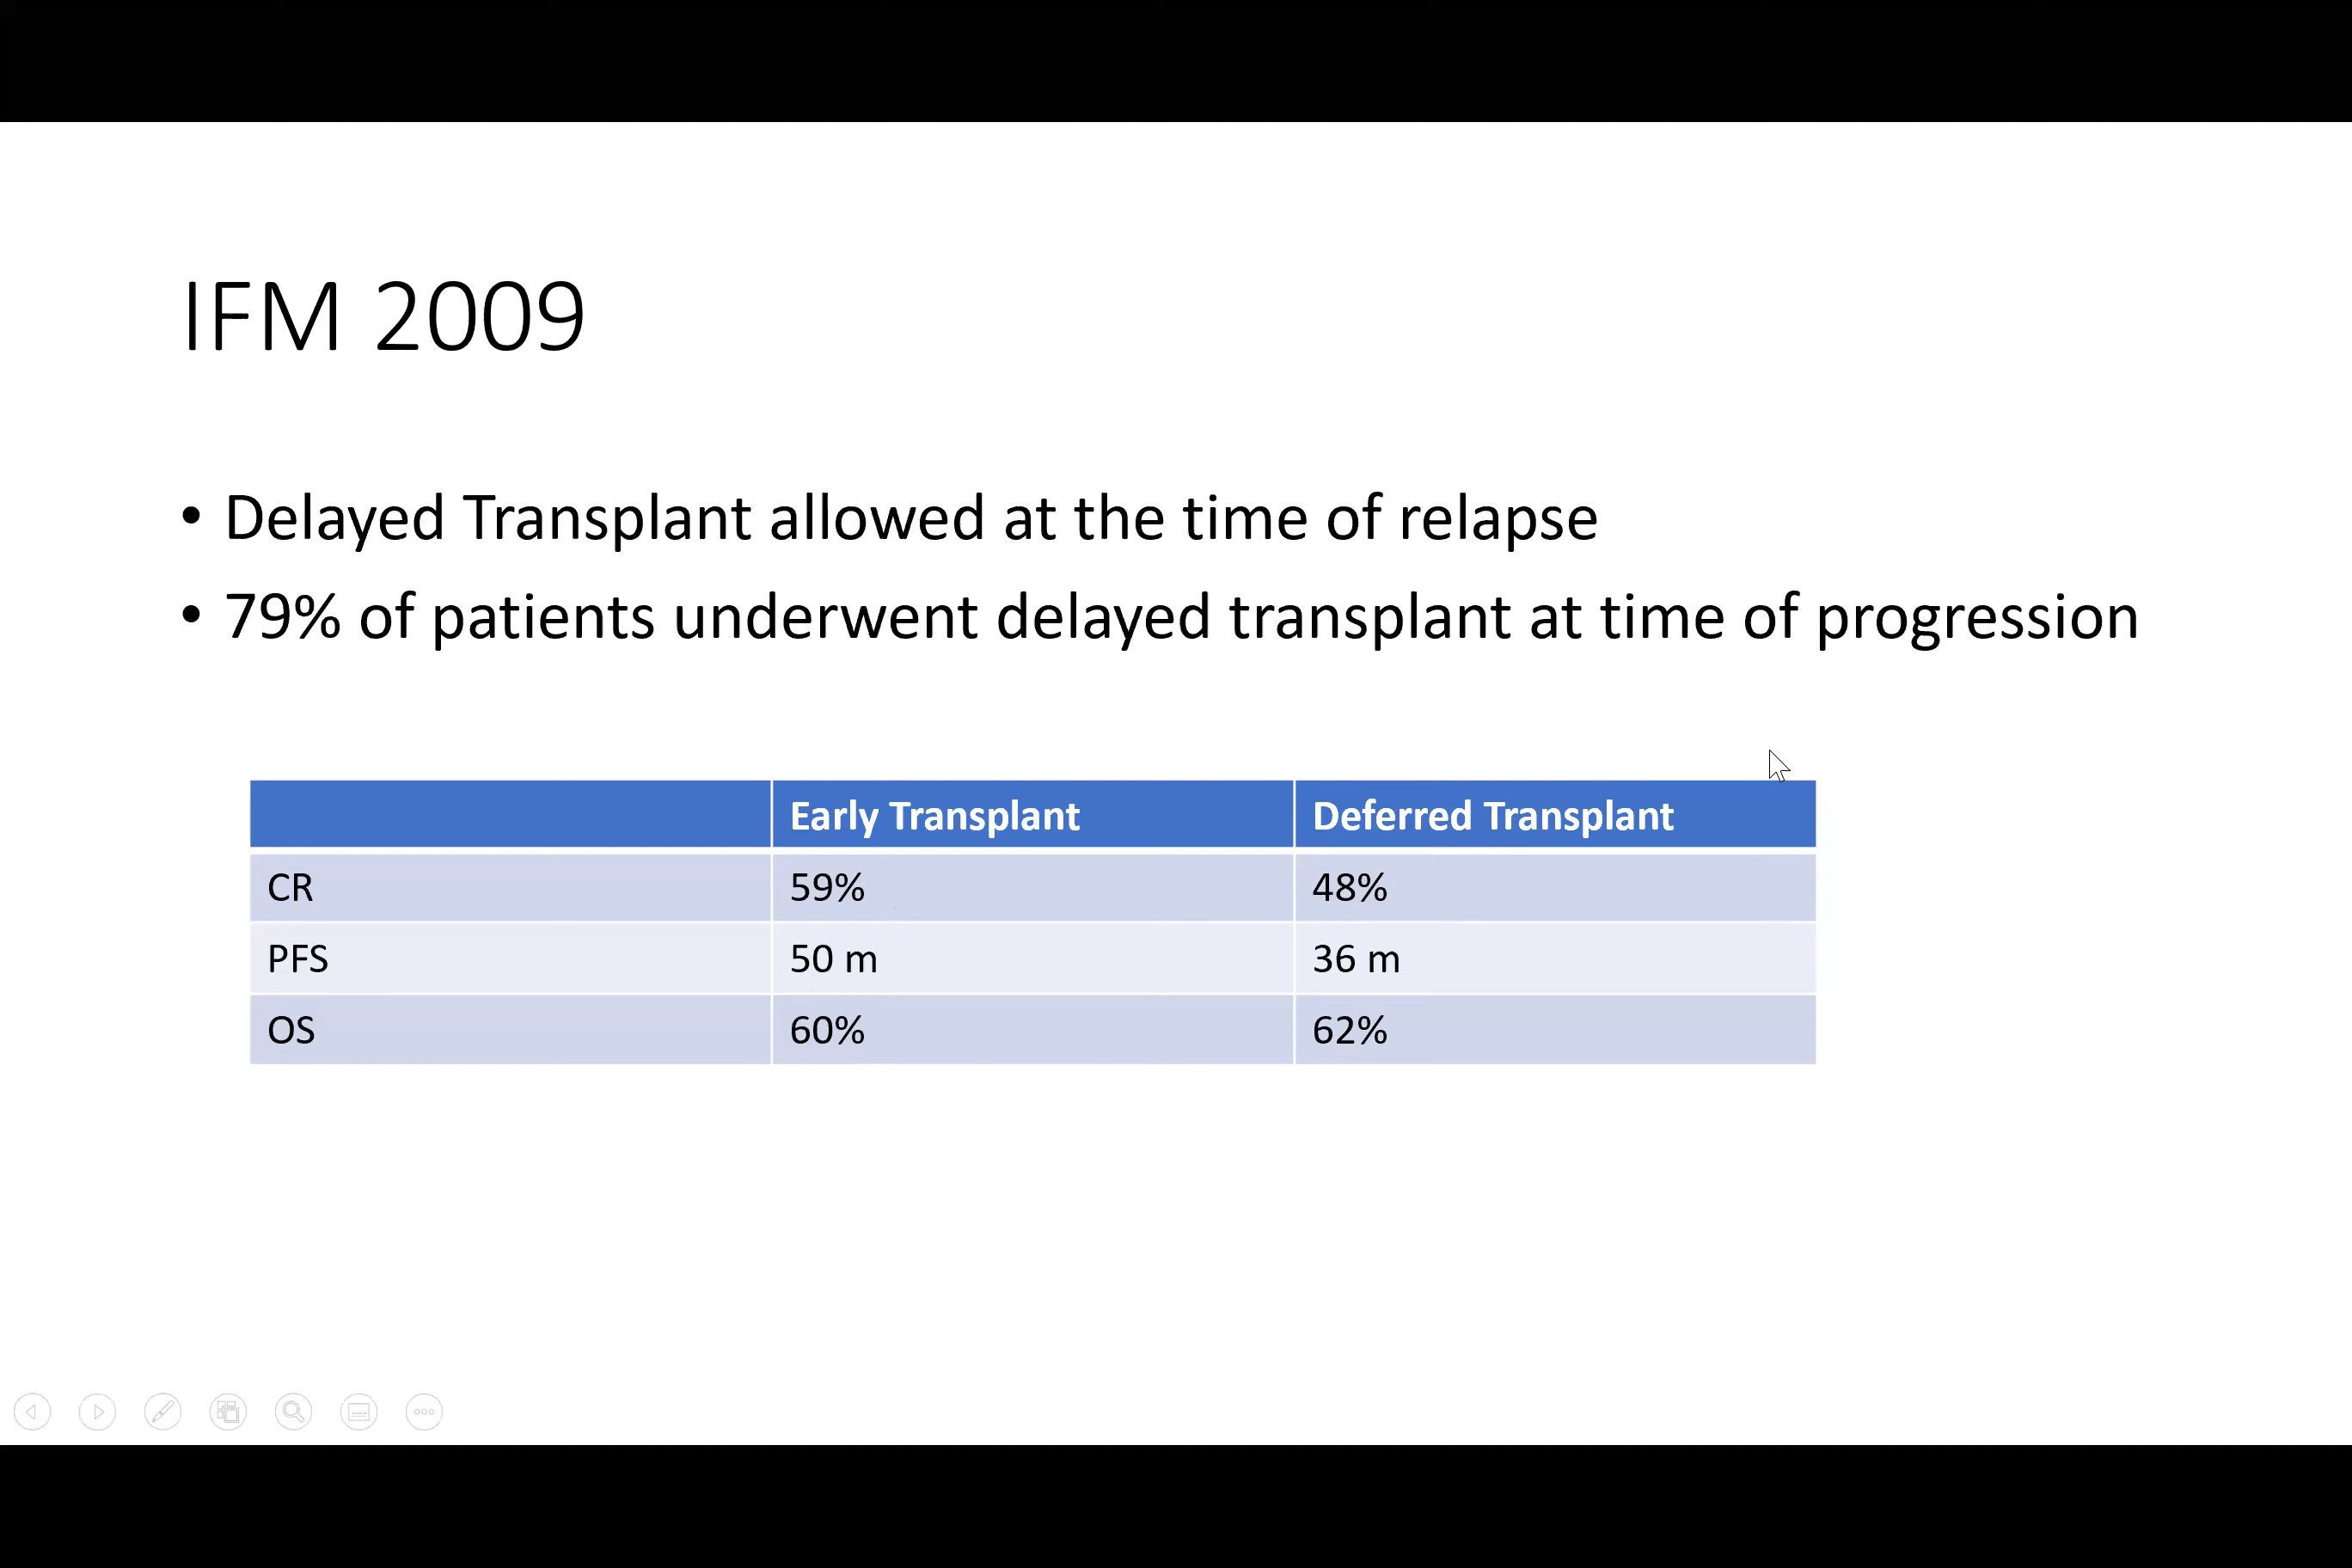 IFM 2009
• Delayed Transplant allowed at the time of relapse
• 79% of patients underwent delayed transplant at time of progression
Early Transplant Deferred Transplant
CR 59% 48%
PFS 50 m 36 m
OS 60% 62%